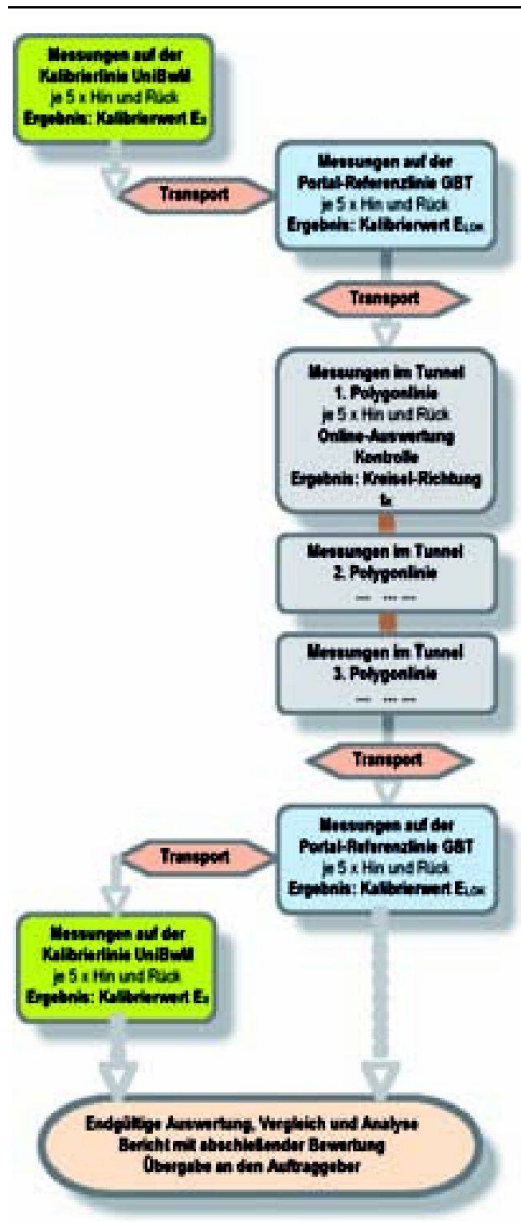 Messungen auf der
Kalibrierlinie UniBwM
je 5 x Hin und Rück
Ergebnis: Kalibrierwert E₀
Transport
Messungen auf der
Portal-Referenzlinie GBT
je 5 x Hin und Rück
Ergebnis: Kalibrierwert E_LOK
Transport
Messungen im Tunnel
1. Polygonlinie
je 5 x Hin und Rück
Online-Auswertung
Kontrolle
Ergebnis: Kreisel-Richtung
Messungen im Tunnel
2. Polygonlinie
... ... ...
Messungen im Tunnel
3. Polygonlinie
... ... ...
Transport
Messungen auf der
Portal-Referenzlinie GBT
je 5 x Hin und Rück
Ergebnis: Kalibrierwert E_LOK
Transport
Messungen auf der
Kalibrierlinie UniBwM
je 5 x Hin und Rück
Ergebnis: Kalibrierwert E₀
Endgültige Auswertung, Vergleich und Analyse
Bericht mit abschließender Bewertung
Übergabe an den Auftraggeber